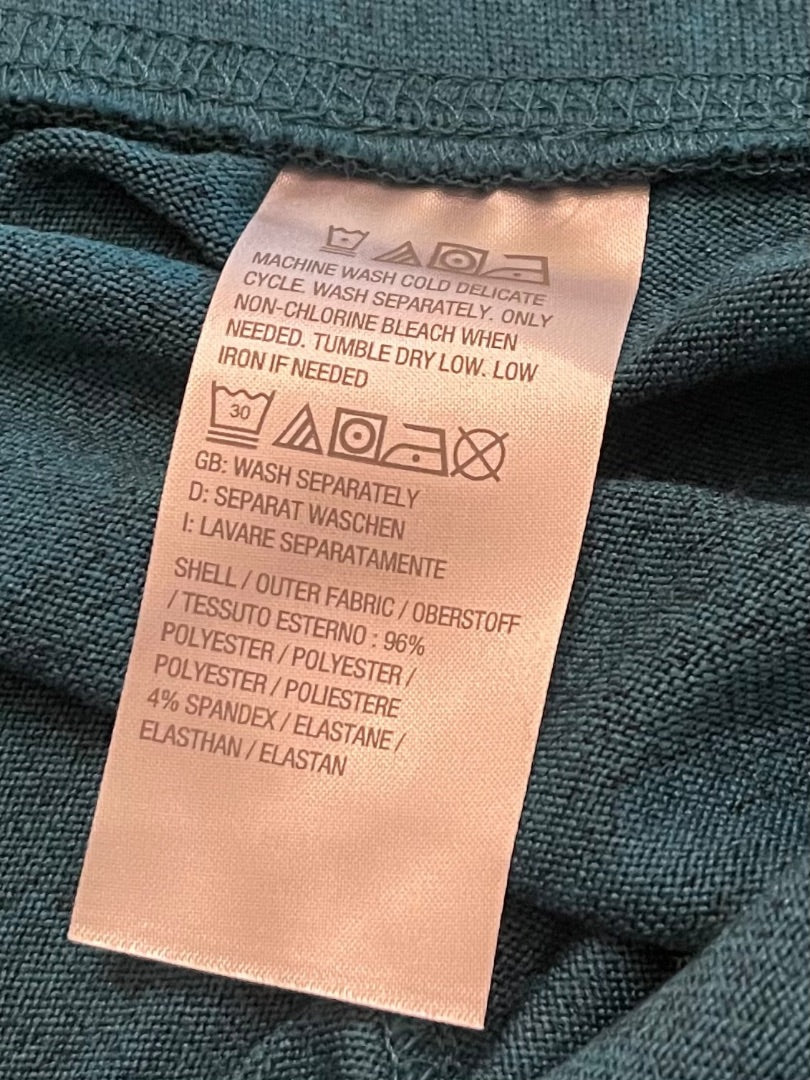 MACHINE WASH COLD DELICATE
CYCLE. WASH SEPARATELY. ONLY
NON-CHLORINE BLEACH WHEN
NEEDED. TUMBLE DRY LOW. LOW
IRON IF NEEDED
30
GB: WASH SEPARATELY
D: SEPARAT WASCHEN
I: LAVARE SEPARATAMENTE
SHELL / OUTER FABRIC / OBERSTOFF
/ TESSUTO ESTERNO : 96%
POLYESTER / POLYESTER /
POLYESTER / POLIESTERE
4% SPANDEX / ELASTANE /
ELASTHAN / ELASTAN